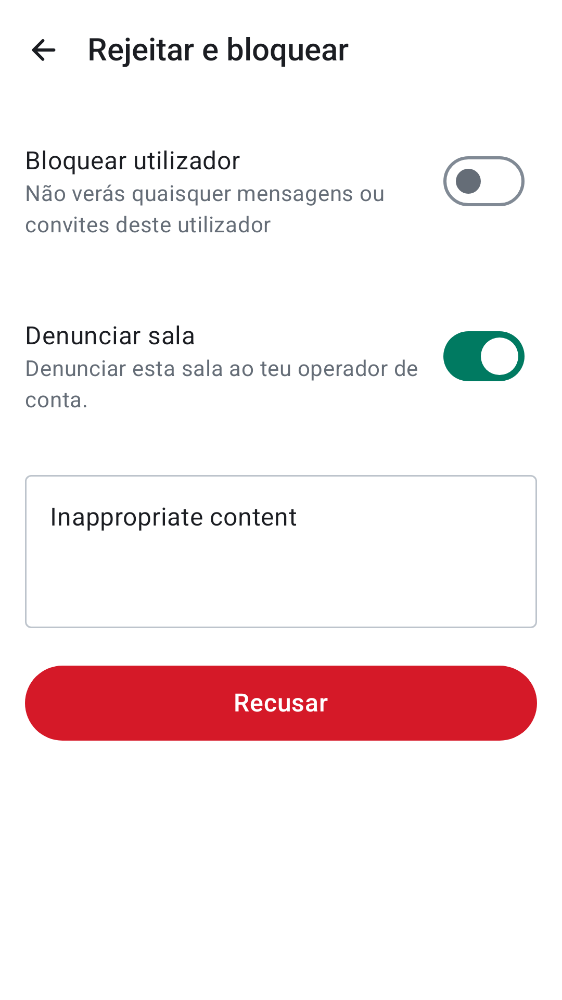 Rejeitar e bloquear
Bloquear utilizador
Não verás quaisquer mensagens ou
convites deste utilizador
Denunciar sala
Denunciar esta sala ao teu operador de
conta.
Inappropriate content
Recusar